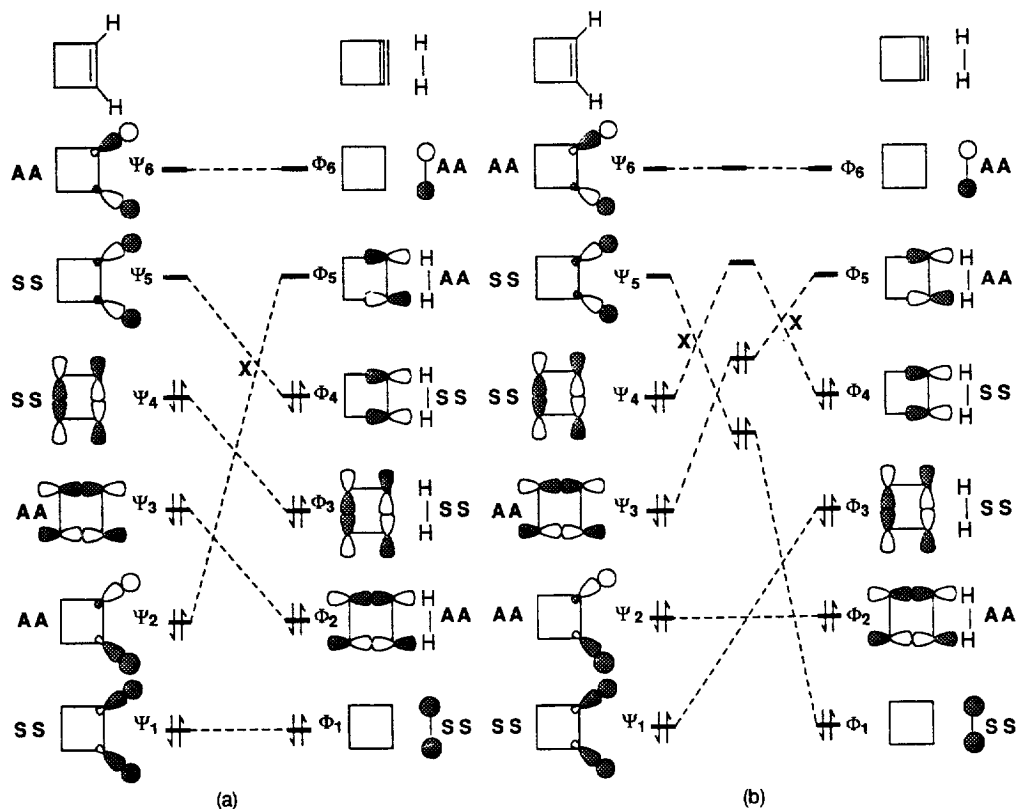 H H H H
H H H H
AA Ψ6 Φ6 AA AA Ψ6 Φ6 AA
SS Ψ5 Φ5 H H AA SS Ψ5 Φ5 H H AA
X X X
SS Ψ4 Φ4 H H SS SS Ψ4 Φ4 H H SS
AA Ψ3 Φ3 H H SS AA Ψ3 Φ3 H H SS
AA Ψ2 Φ2 H H AA AA Ψ2 Φ2 H H AA
SS Ψ1 Φ1 SS SS Ψ1 Φ1 SS
(a) (b)